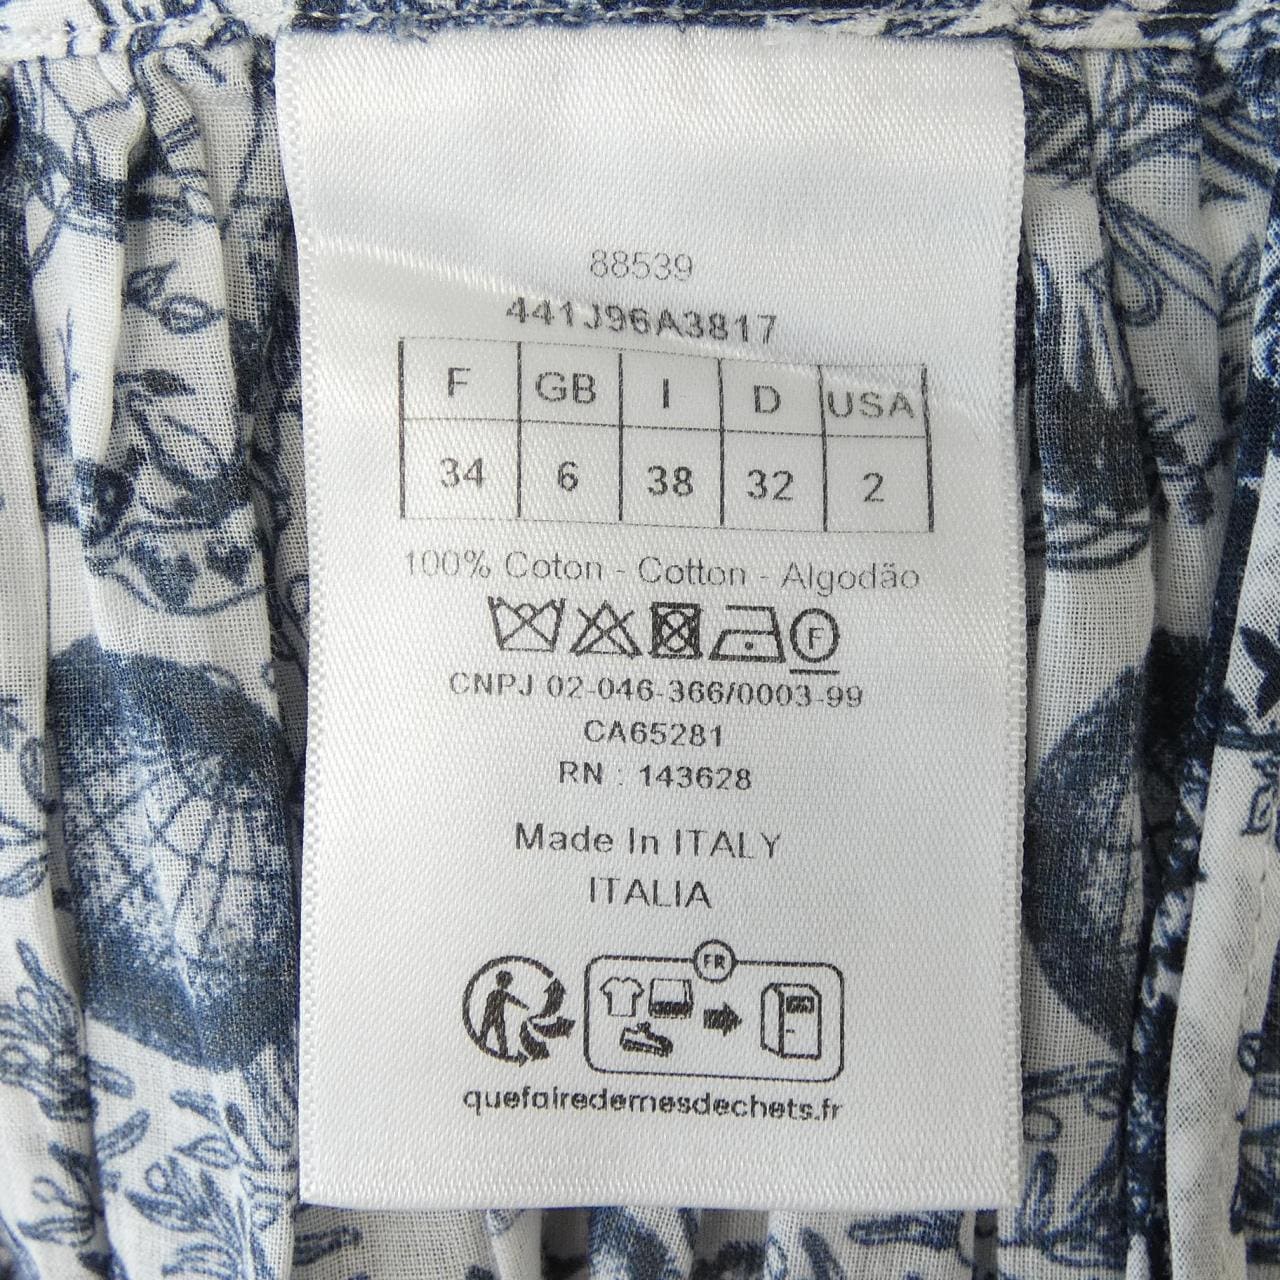 88539
441J96A3817
F GB I D USA
34 6 38 32 2
100% Coton - Cotton - Algodão
F
CNPJ 02-046-366/0003-99
CA65281
RN : 143628
Made In ITALY
ITALIA
FR
quefairedemesdechets.fr